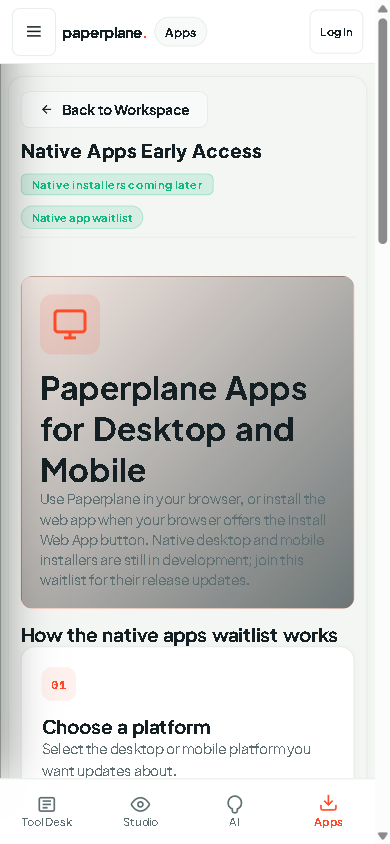 paperplane.
Apps
Log In
Back to Workspace
Native Apps Early Access
Native installers coming later
Native app waitlist
Paperplane Apps
for Desktop and
Mobile
Use Paperplane in your browser, or install the
web app when your browser offers the Install
Web App button. Native desktop and mobile
installers are still in development; join this
waitlist for their release updates.
How the native apps waitlist works
01
Choose a platform
Select the desktop or mobile platform you
want updates about.
Tool Desk
Studio
AI
Apps